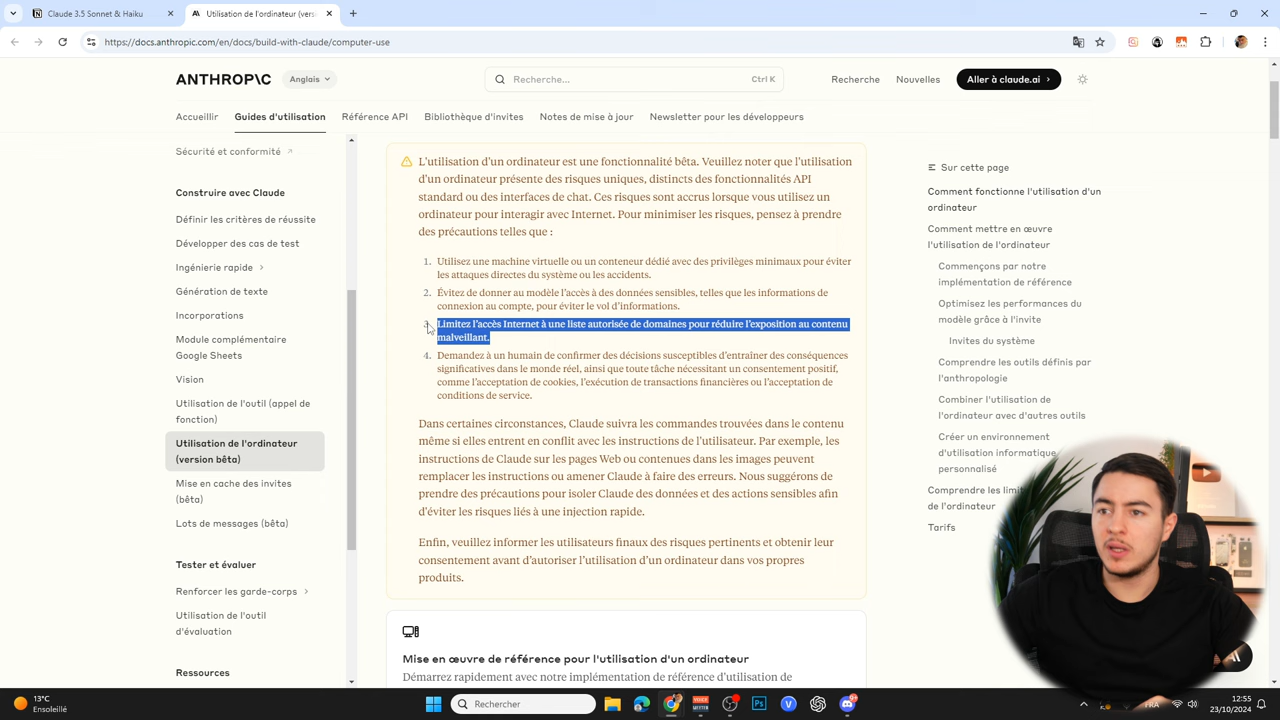 Claude 3.5 Sonnet & Haiku
Utilisation de l'ordinateur (vers
https://docs.anthropic.com/en/docs/build-with-claude/computer-use
ANTHROP\C
Anglais
Recherche...
Ctrl K
Recherche
Nouvelles
Aller à claude.ai
Accueillir
Guides d'utilisation
Référence API
Bibliothèque d'invites
Notes de mise à jour
Newsletter pour les développeurs
Sécurité et conformité
Construire avec Claude
Définir les critères de réussite
Développer des cas de test
Ingénierie rapide
Génération de texte
Incorporations
Module complémentaire
Google Sheets
Vision
Utilisation de l'outil (appel de
fonction)
Utilisation de l'ordinateur
(version bêta)
Mise en cache des invites
(bêta)
Lots de messages (bêta)
Tester et évaluer
Renforcer les garde-corps
Utilisation de l'outil
d'évaluation
Ressources
L'utilisation d'un ordinateur est une fonctionnalité bêta. Veuillez noter que l'utilisation
d'un ordinateur présente des risques uniques, distincts des fonctionnalités API
standard ou des interfaces de chat. Ces risques sont accrus lorsque vous utilisez un
ordinateur pour interagir avec Internet. Pour minimiser les risques, pensez à prendre
des précautions telles que :
1. Utilisez une machine virtuelle ou un conteneur dédié avec des privilèges minimaux pour éviter
les attaques directes du système ou les accidents.
2. Évitez de donner au modèle l'accès à des données sensibles, telles que les informations de
connexion au compte, pour éviter le vol d'informations.
3. Limitez l'accès Internet à une liste autorisée de domaines pour réduire l'exposition au contenu
malveillant.
4. Demandez à un humain de confirmer des décisions susceptibles d'entraîner des conséquences
significatives dans le monde réel, ainsi que toute tâche nécessitant un consentement positif,
comme l'acceptation de cookies, l'exécution de transactions financières ou l'acceptation de
conditions de service.
Dans certaines circonstances, Claude suivra les commandes trouvées dans le contenu
même si elles entrent en conflit avec les instructions de l'utilisateur. Par exemple, les
instructions de Claude sur les pages Web ou contenues dans les images peuvent
remplacer les instructions ou amener Claude à faire des erreurs. Nous suggérons de
prendre des précautions pour isoler Claude des données et des actions sensibles afin
d'éviter les risques liés à une injection rapide.
Enfin, veuillez informer les utilisateurs finaux des risques pertinents et obtenir leur
consentement avant d'autoriser l'utilisation d'un ordinateur dans vos propres
produits.
Mise en œuvre de référence pour l'utilisation d'un ordinateur
Démarrez rapidement avec notre implémentation de référence d'utilisation de
Sur cette page
Comment fonctionne l'utilisation d'un
ordinateur
Comment mettre en œuvre
l'utilisation de l'ordinateur
Commençons par notre
implémentation de référence
Optimisez les performances du
modèle grâce à l'invite
Invites du système
Comprendre les outils définis par
l'anthropologie
Combiner l'utilisation de
l'ordinateur avec d'autres outils
Créer un environnement
d'utilisation informatique
personnalisé
Comprendre les
de l'ordinateur
Tarifs
13°C
Ensoleillé
Rechercher
FRA
12:55
23/10/2024